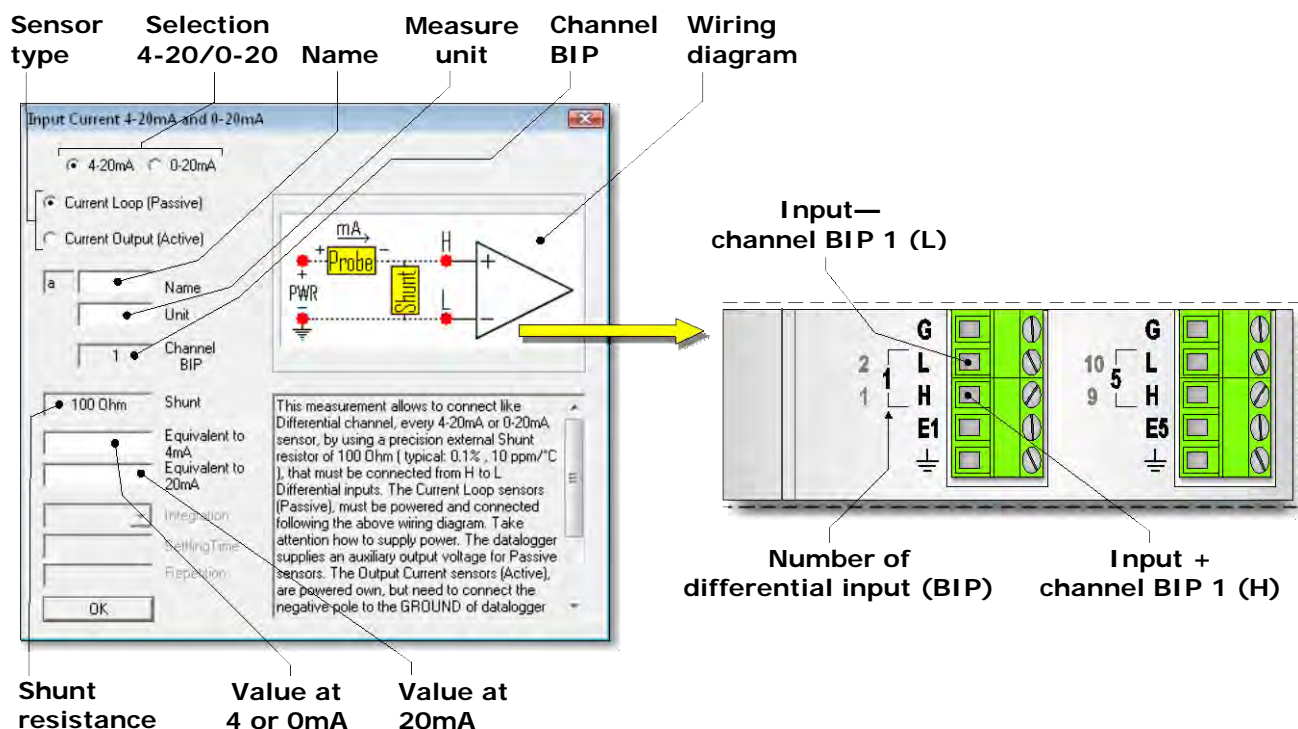 Sensor
type
Selection
4-20/0-20
Name
Measure
unit
Channel
BIP
Wiring
diagram
Input Current 4-20mA and 0-20mA
4-20mA
0-20mA
Current Loop (Passive)
Current Output (Active)
a
Name
Unit
1
Channel
BIP
mA
+
Probe
-
H
+
+
PWR
-
Shunt
L
-
100 Ohm
Shunt
Equivalent to
4mA
Equivalent to
20mA
Integration
SettlingTime
Repetition
OK
This measurement allows to connect like
Differential channel, every 4-20mA or 0-20mA
sensor, by using a precision external Shunt
resistor of 100 Ohm ( typical: 0.1% , 10 ppm/°C
), that must be connected from H to L
Differential inputs. The Current Loop sensors
(Passive), must be powered and connected
following the above wiring diagram. Take
attention how to supply power. The datalogger
supplies an auxiliary output voltage for Passive
sensors. The Output Current sensors (Active),
are powered own, but need to connect the
negative pole to the GROUND of datalogger
Input—
channel BIP 1 (L)
G
2
L
1
1
H
E1
G
10
L
5
9
H
E5
Number of
differential input (BIP)
Input +
channel BIP 1 (H)
Shunt
resistance
Value at
4 or 0mA
Value at
20mA